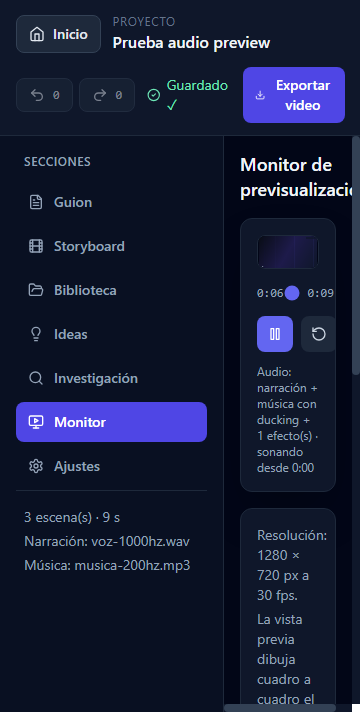 Inicio
PROYECTO
Prueba audio preview
0
0
Guardado
✓
Exportar
video
SECCIONES
Guion
Storyboard
Biblioteca
Ideas
Investigación
Monitor
Ajustes
3 escena(s) · 9 s
Narración: voz-1000hz.wav
Música: musica-200hz.mp3
Monitor de
previsualizació
0:06
0:09
Audio:
narración +
música con
ducking +
1 efecto(s) ·
sonando
desde 0:00
Resolución:
1280 ×
720 px a
30 fps.
La vista
previa
dibuja
cuadro a
cuadro el